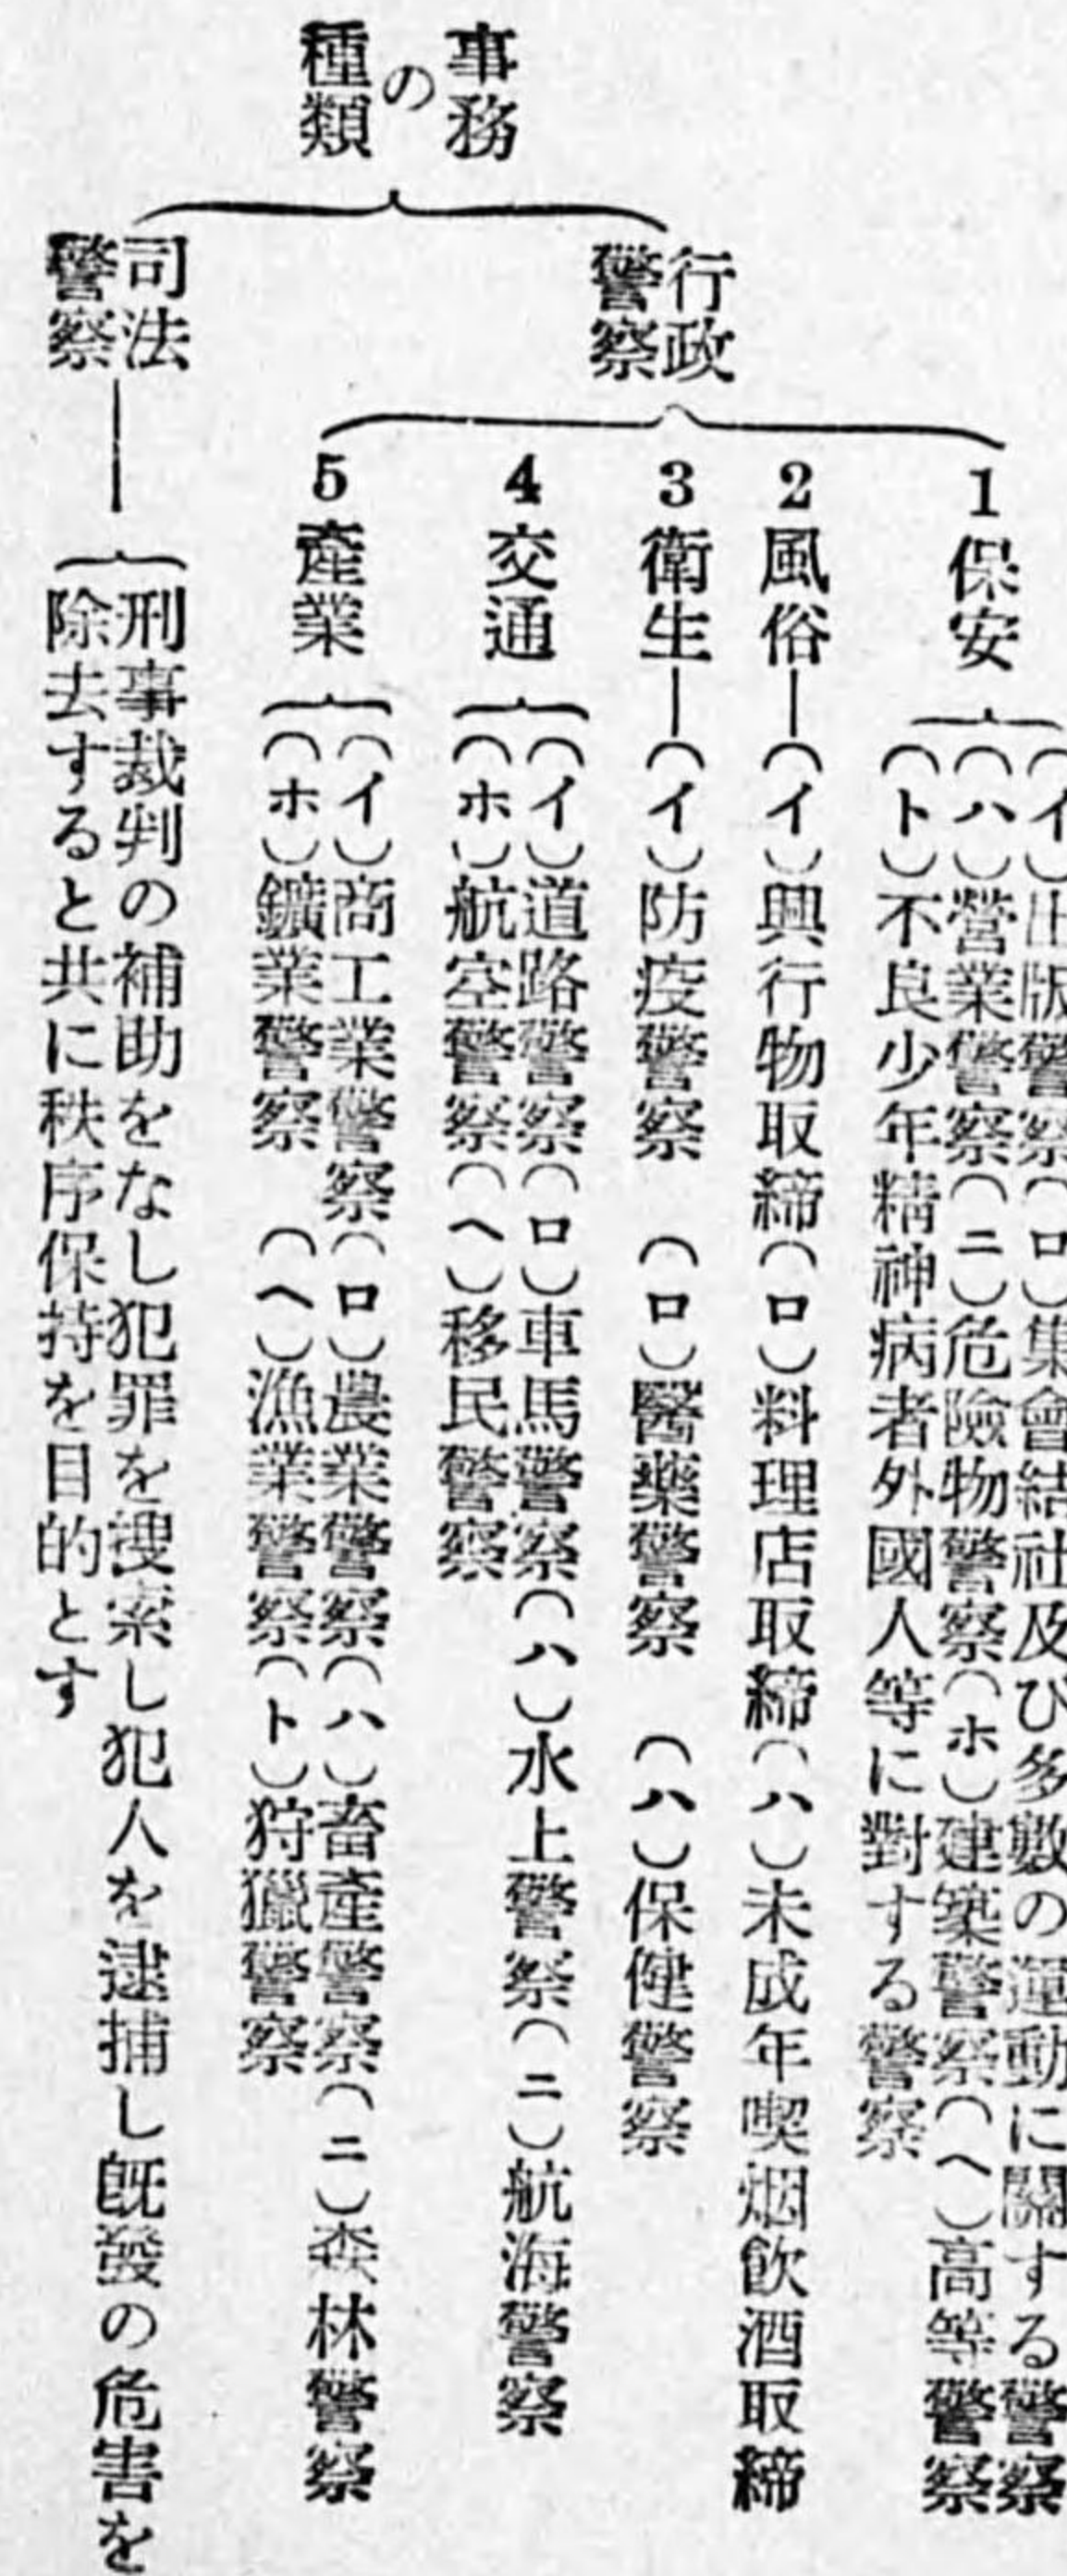 事務
の
種類
行政
警察
1 保安
(イ)出版警察(ロ)集會結社及び多數の運動に關する警察
(ハ)營業警察(ニ)危險物警察(ホ)建築警察(ヘ)高等警察
(ト)不良少年精神病者外國人等に對する警察
2 風俗―(イ)興行物取締(ロ)料理店取締(ハ)未成年喫烟飮酒取締
3 衛生―(イ)防疫警察 (ロ)醫藥警察 (ハ)保健警察
4 交通
(イ)道路警察(ロ)車馬警察(ハ)水上警察(ニ)航海警察
(ホ)航空警察(ヘ)移民警察
5 產業
(イ)商工業警察(ロ)農業警察(ハ)畜產警察(ニ)森林警察
(ホ)鑛業警察 (ヘ)漁業警察(ト)狩獵警察
司法
警察
刑事裁判の補助をなし犯罪を搜索し犯人を逮捕し旣發の危害を
除去すると共に秩序保持を目的とす